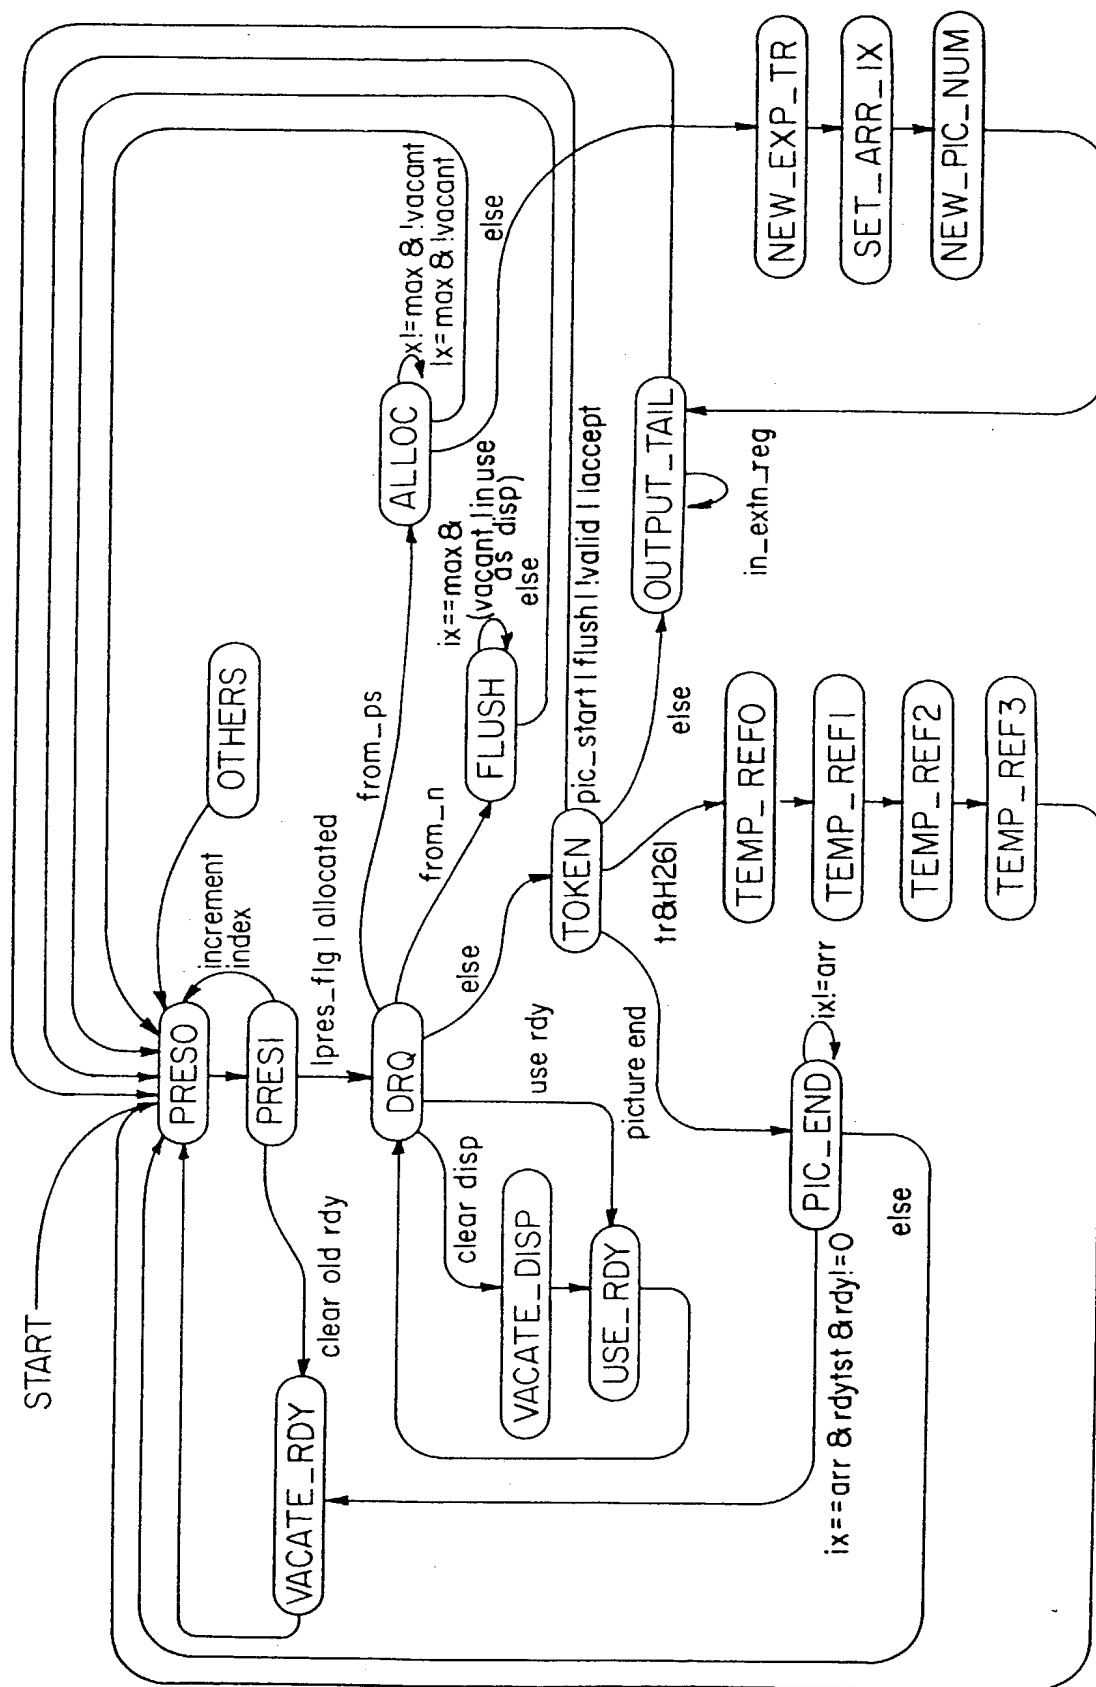 START
PRES0
OTHERS
increment
index
PRES1
clear old rdy
!pres_flg | allocated
VACATE_RDY
DRQ
from_ps
ALLOC
x!=max & !vacant
ix=max & !vacant
else
from_n
FLUSH
ix==max &
(vacant | inuse
as disp)
else
else
clear disp
use rdy
VACATE_DISP
USE_RDY
TOKEN
pic_start | flush | !valid | !accept
picture end
tr&H261
else
OUTPUT_TAIL
in_extn_reg
NEW_EXP_TR
SET_ARR_IX
NEW_PIC_NUM
TEMP_REF0
TEMP_REF1
TEMP_REF2
TEMP_REF3
PIC_END
ix!=arr
ix==arr & rdytst & rdy!=0
else